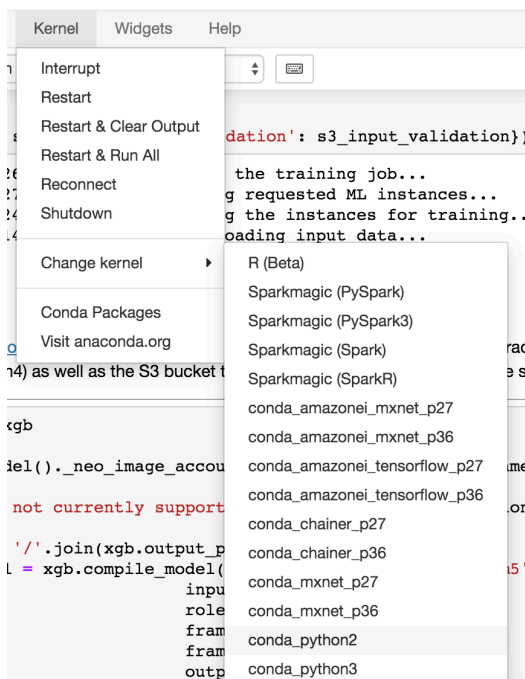 Kernel Widgets Help
Interrupt
Restart
Restart & Clear Output
dation': s3_input_validation})
Restart & Run All
the training job...
Reconnect
g requested ML instances...
Shutdown
g the instances for training..
oading input data...
Change kernel
R (Beta)
Sparkmagic (PySpark)
Conda Packages
Sparkmagic (PySpark3)
Visit anaconda.org
Sparkmagic (Spark)
n4) as well as the S3 bucket t
Sparkmagic (SparkR)
conda_amazonei_mxnet_p27
xgb
conda_amazonei_mxnet_p36
del()._neo_image_accou
conda_amazonei_tensorflow_p27
conda_amazonei_tensorflow_p36
not currently support
conda_chainer_p27
'/'.join(xgb.output_p
conda_chainer_p36
l = xgb.compile_model(
conda_mxnet_p27
inpu
role
conda_mxnet_p36
fram
conda_python2
fram
outp
conda_python3